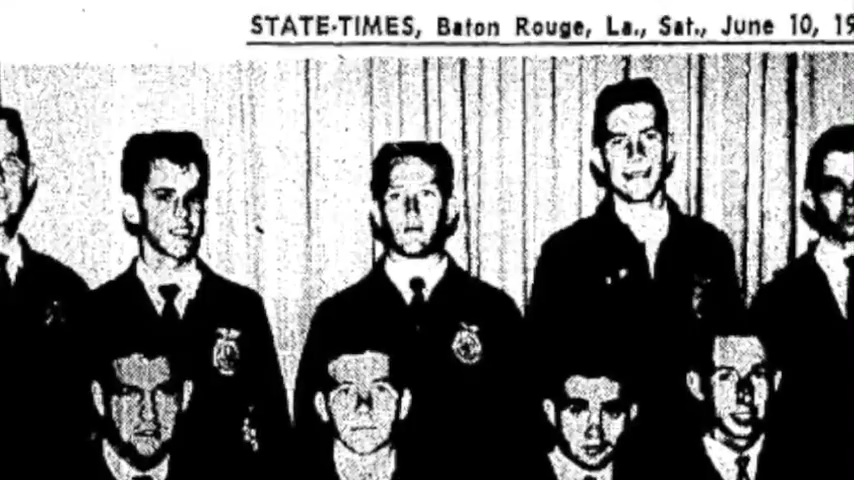 STATE-TIMES, Baton Rouge, La., Sat., June 10, 19